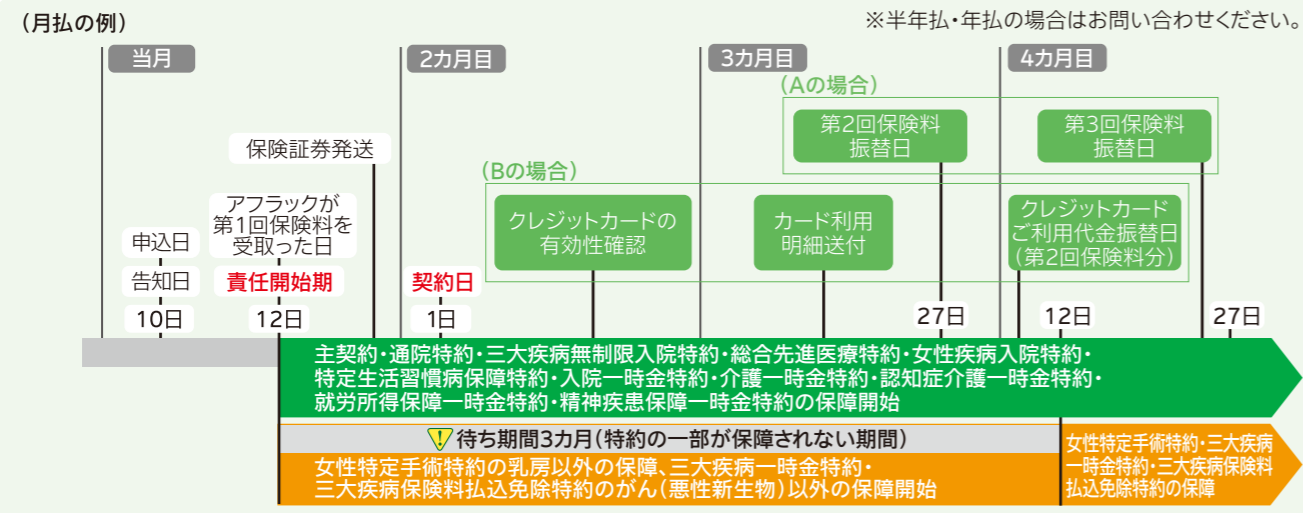 （月払の例）
※半年払・年払の場合はお問い合わせください。
当月
2カ月目
3カ月目
4カ月目
（Aの場合）
第2回保険料
振替日
第3回保険料
振替日
保険証券発送
（Bの場合）
アフラックが
第1回保険料を
受取った日
クレジットカードの
有効性確認
カード利用
明細送付
クレジットカード
ご利用代金振替日
（第2回保険料分）
申込日
告知日
責任開始期
契約日
10日
12日
1日
27日
12日
27日
主契約・通院特約・三大疾病無制限入院特約・総合先進医療特約・女性疾病入院特約・
特定生活習慣病保障特約・入院一時金特約・介護一時金特約・認知症介護一時金特約・
就労所得保障一時金特約・精神疾患保障一時金特約の保障開始
待ち期間3カ月（特約の一部が保障されない期間）
女性特定手術特約の乳房以外の保障、三大疾病一時金特約・
三大疾病保険料払込免除特約のがん（悪性新生物）以外の保障開始
女性特定手術特約・三大疾病
一時金特約・三大疾病保険料
払込免除特約の保障